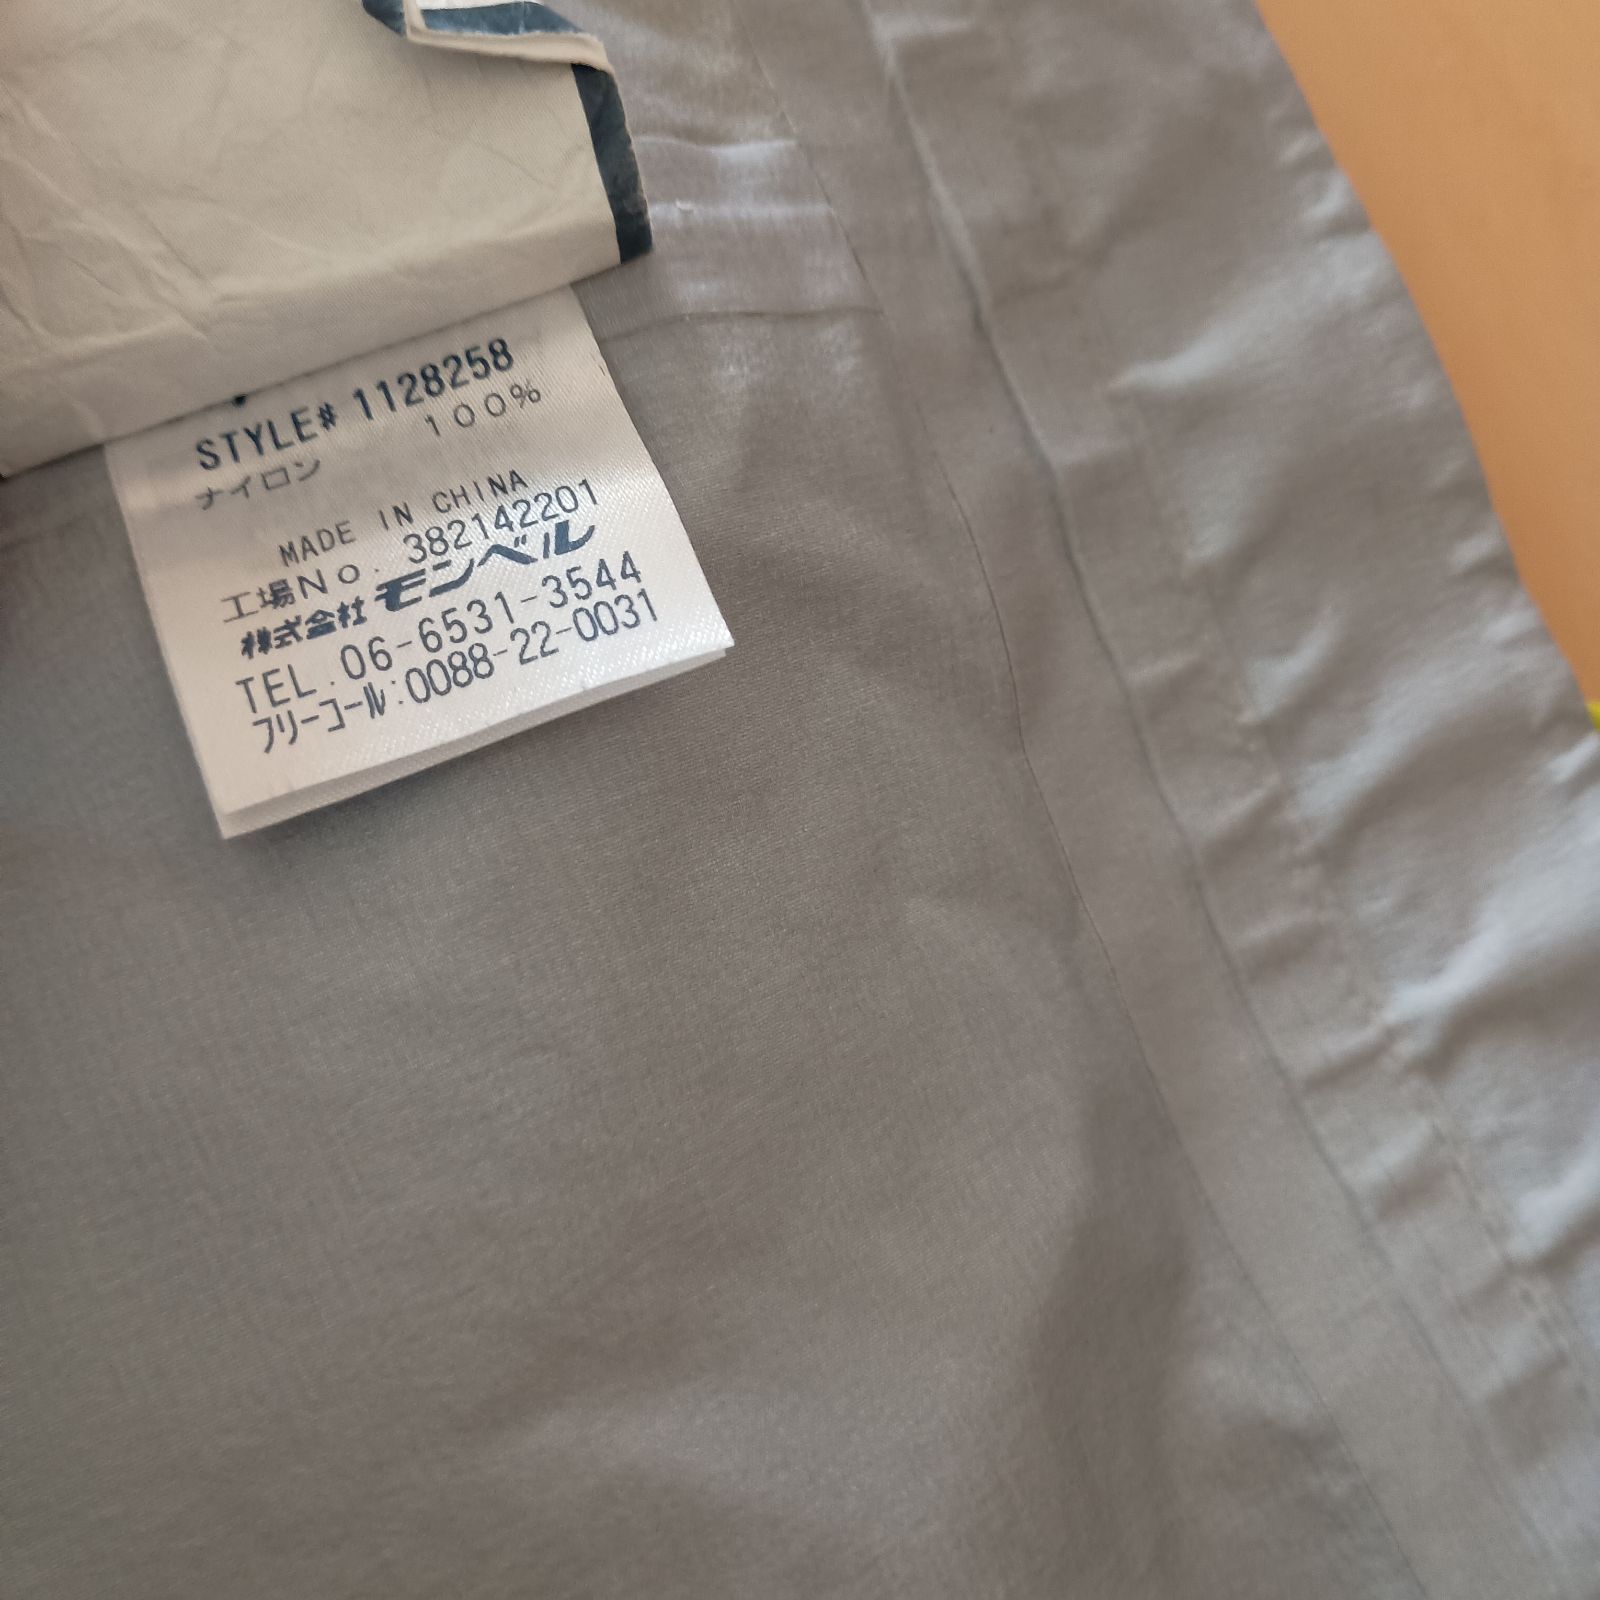 STYLE# 1128258
ナイロン 100%
MADE IN CHINA
工場No. 382142201
株式会社 モンベル
TEL. 06-6531-3544
フリーコール:0088-22-0031